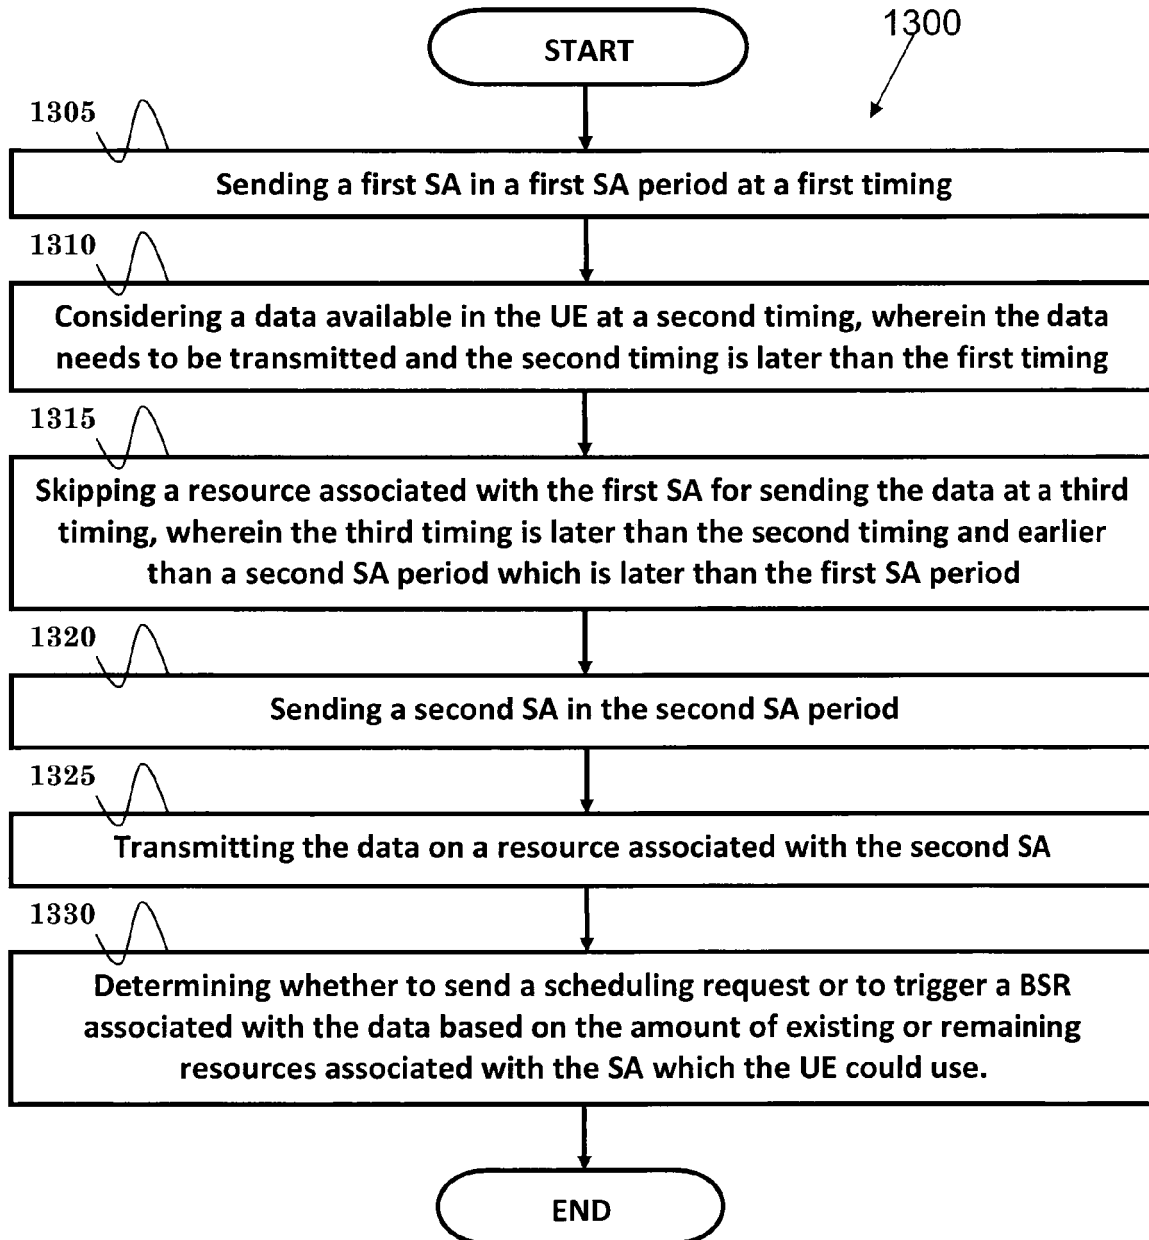 1300
START
1305
Sending a first SA in a first SA period at a first timing
1310
Considering a data available in the UE at a second timing, wherein the data
needs to be transmitted and the second timing is later than the first timing
1315
Skipping a resource associated with the first SA for sending the data at a third
timing, wherein the third timing is later than the second timing and earlier
than a second SA period which is later than the first SA period
1320
Sending a second SA in the second SA period
1325
Transmitting the data on a resource associated with the second SA
1330
Determining whether to send a scheduling request or to trigger a BSR
associated with the data based on the amount of existing or remaining
resources associated with the SA which the UE could use.
END